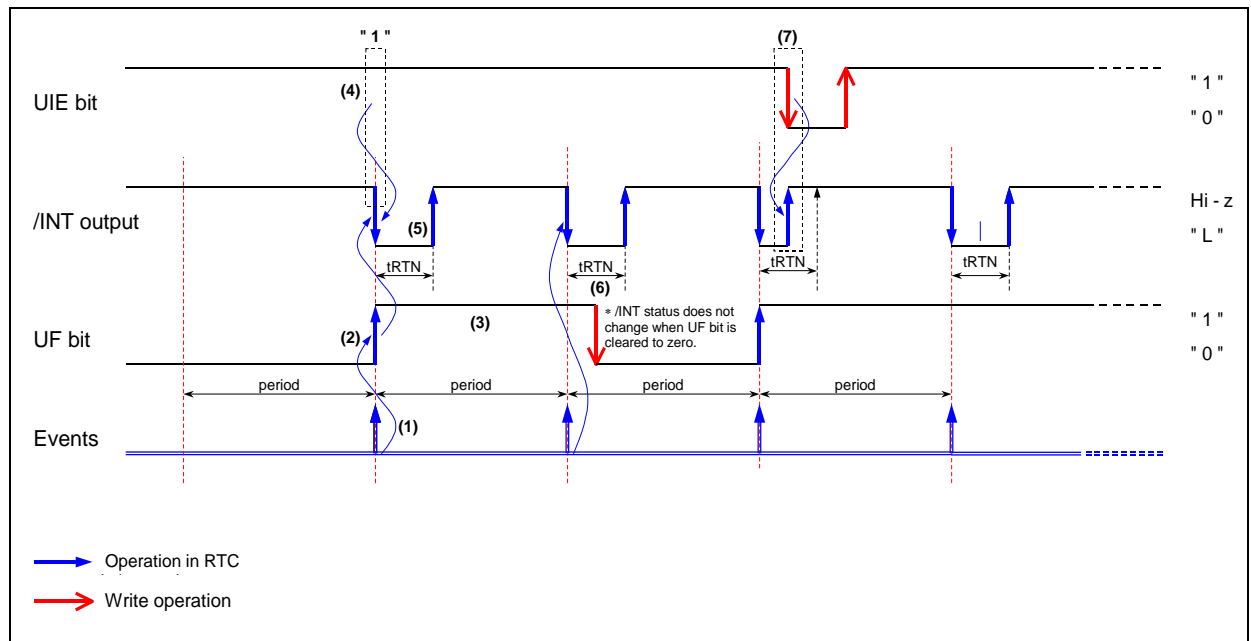 " 1 "
(7)
(4)
UIE bit
" 1 "
" 0 "
/INT output
(5)
Hi - z
" L "
tRTN
tRTN
tRTN
tRTN
(6)
(3)
* /INT status does not
change when UF bit is
cleared to zero.
(2)
UF bit
" 1 "
" 0 "
period
period
period
period
(1)
Events
Operation in RTC
Write operation